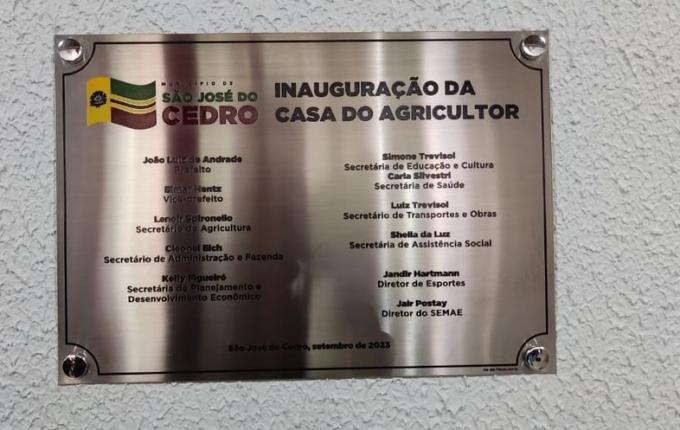 MUNICÍPIO DE
SÃO JOSÉ DO
CEDRO
INAUGURAÇÃO DA
CASA DO AGRICULTOR
João Luiz de Andrade
Prefeito
Elmar Hentz
Vice-prefeito
Lenoir Spironello
Secretário de Agricultura
Cleonei Eich
Secretário de Administração e Fazenda
Kelly Figueiró
Secretária de Planejamento e
Desenvolvimento Econômico
Simone Trevisol
Secretária de Educação e Cultura
Carla Silvestri
Secretária de Saúde
Luiz Trevisol
Secretário de Transportes e Obras
Sheila da Luz
Secretária de Assistência Social
Jandir Hartmann
Diretor de Esportes
Jair Postay
Diretor do SEMAE
São José do Cedro, setembro de 2023